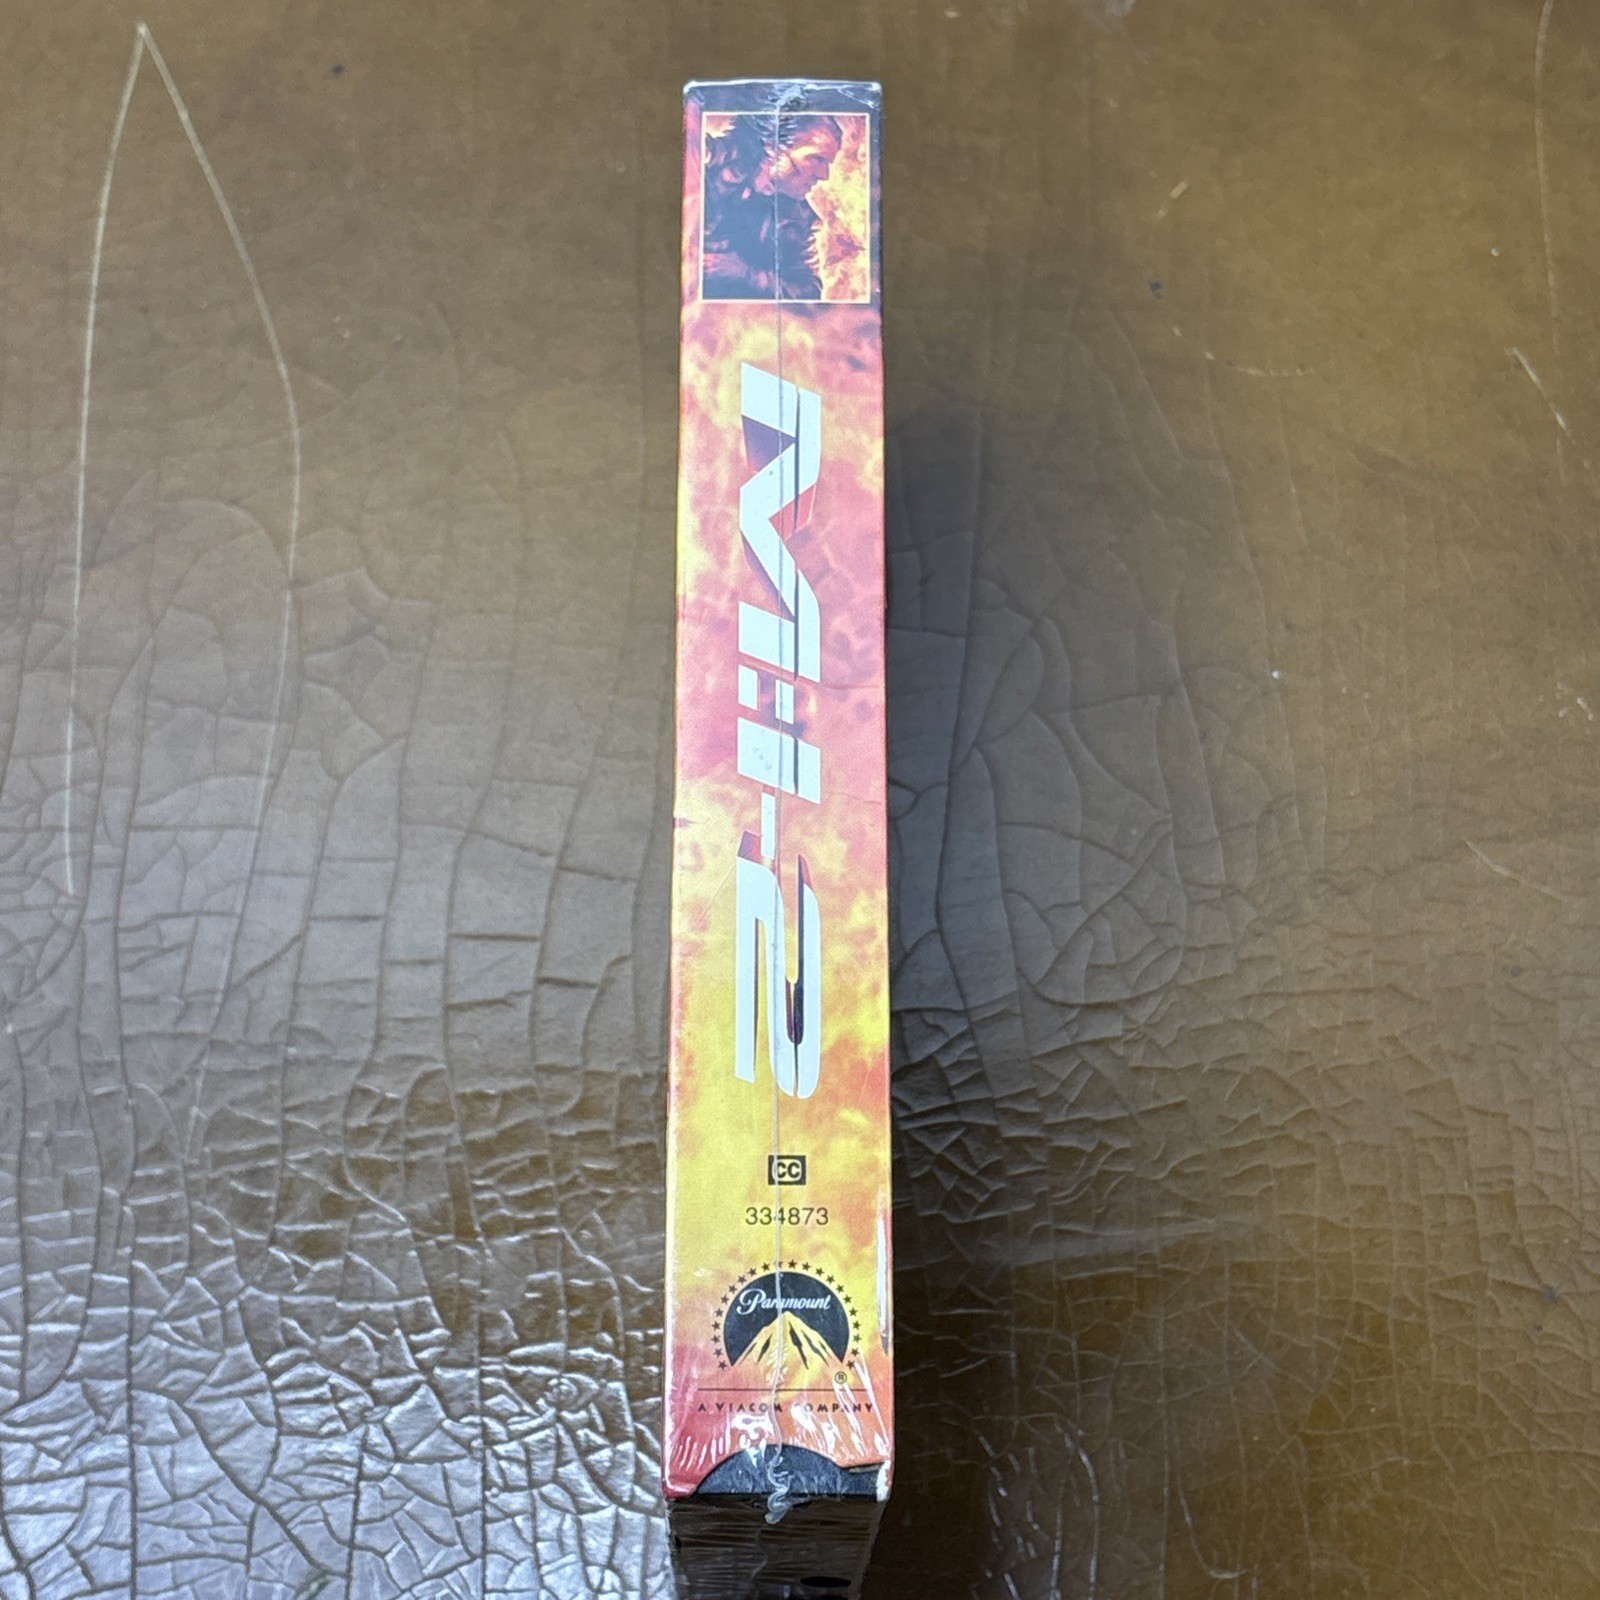 M:I-2
CC
334873
Paramount
®
A VIACOM COMPANY